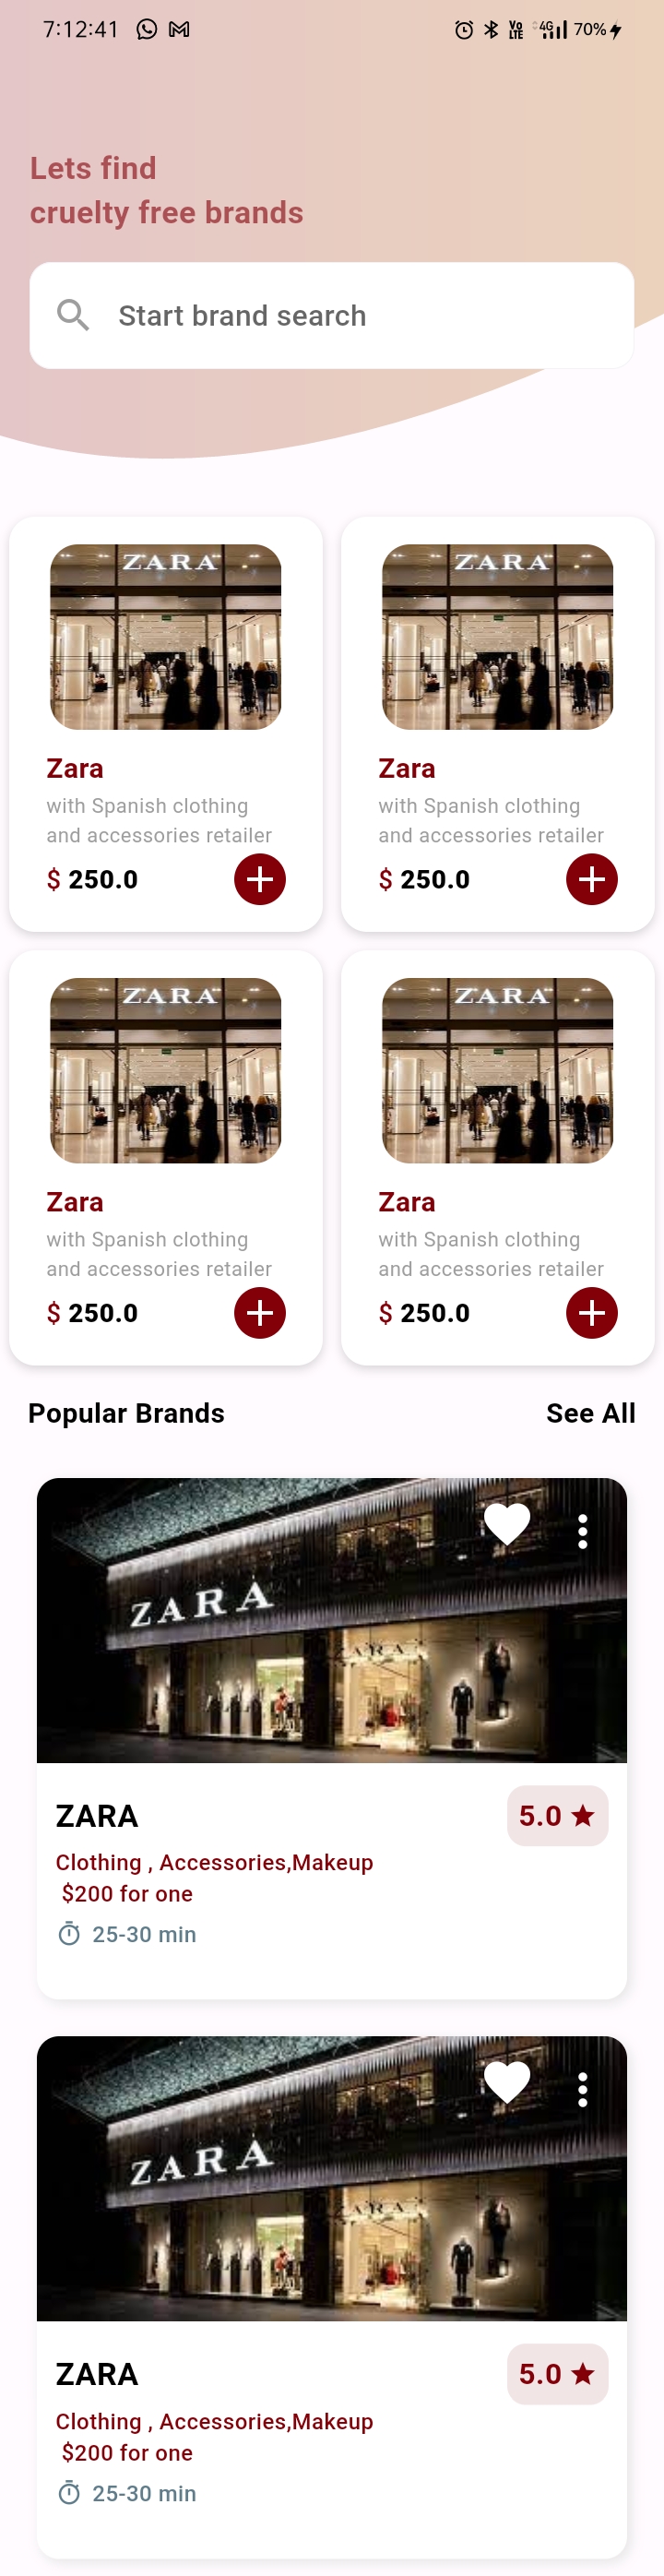 7:12:41
Vo LTE 4G 70%
Lets find
cruelty free brands
Start brand search
ZARA ZARA
Zara Zara
with Spanish clothing with Spanish clothing
and accessories retailer and accessories retailer
$ 250.0 $ 250.0
ZARA ZARA
Zara Zara
with Spanish clothing with Spanish clothing
and accessories retailer and accessories retailer
$ 250.0 $ 250.0
Popular Brands See All
ZARA
ZARA
ZARA 5.0
Clothing , Accessories,Makeup
$200 for one
25-30 min
ZARA
ZARA
ZARA 5.0
Clothing , Accessories,Makeup
$200 for one
25-30 min